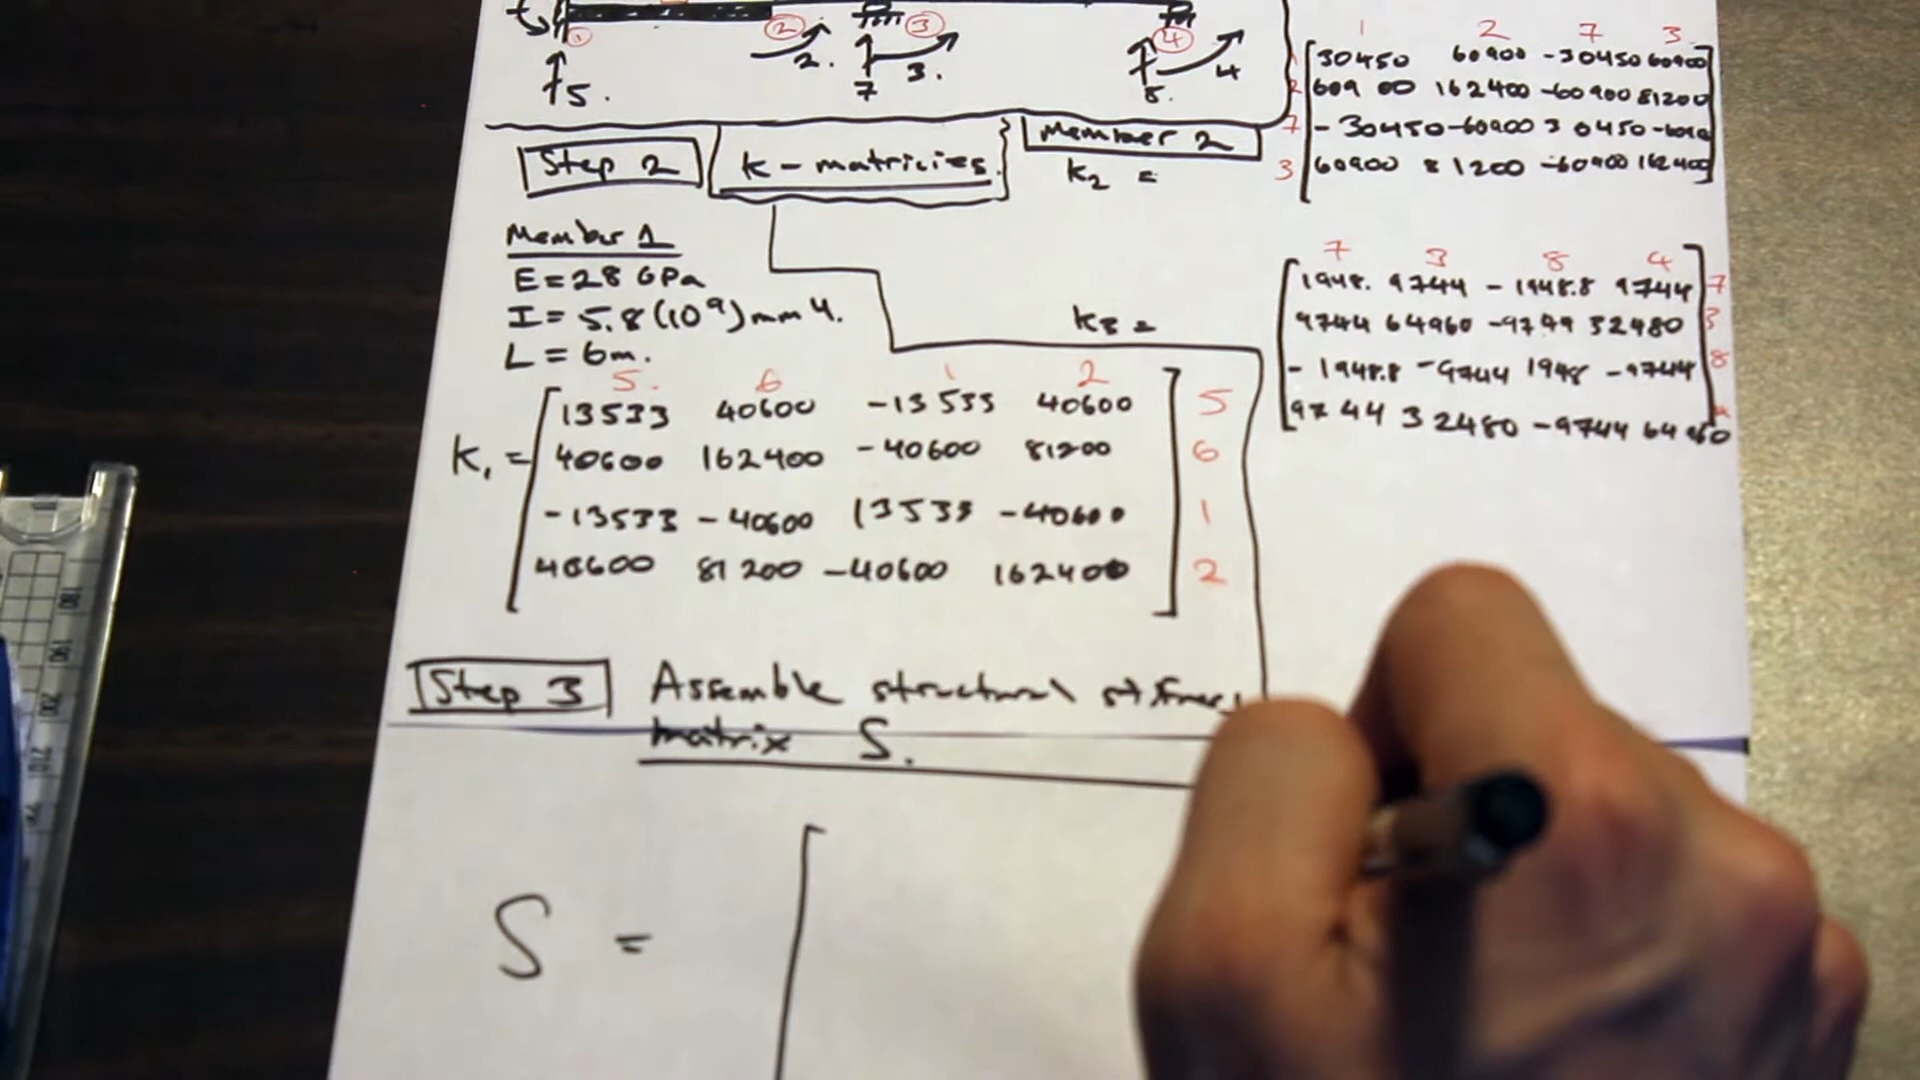 ① ② ③ ④
5. 2. 7 3. 8. 4
Step 2 K - matricies. Member 2
K₂ =
1 2 7 3
30450 60900 -30450 60900
60900 162400 -60900 81200
7 -30450 -60900 30450
3 60900 81200 -60900 162400
Member 1
E = 28 GPa
I = 5.8 (10⁹) mm 4.
L = 6m.
K3 =
7 3 8 4
1948. 9744 - 1948.8 9744 7
9744 64960 -9744 32480 3
- 1948.8 -9744 1948 -9744 8
9744 32480 -9744 64960
5. 6 1 2
K₁ =
13533 40600 -13533 40600 5
40600 162400 -40600 81200 6
-13533 -40600 13533 -40600 1
40600 81200 -40600 162400 2
Step 3 Assemble structural
matrix S.
S =
180
190
200
210